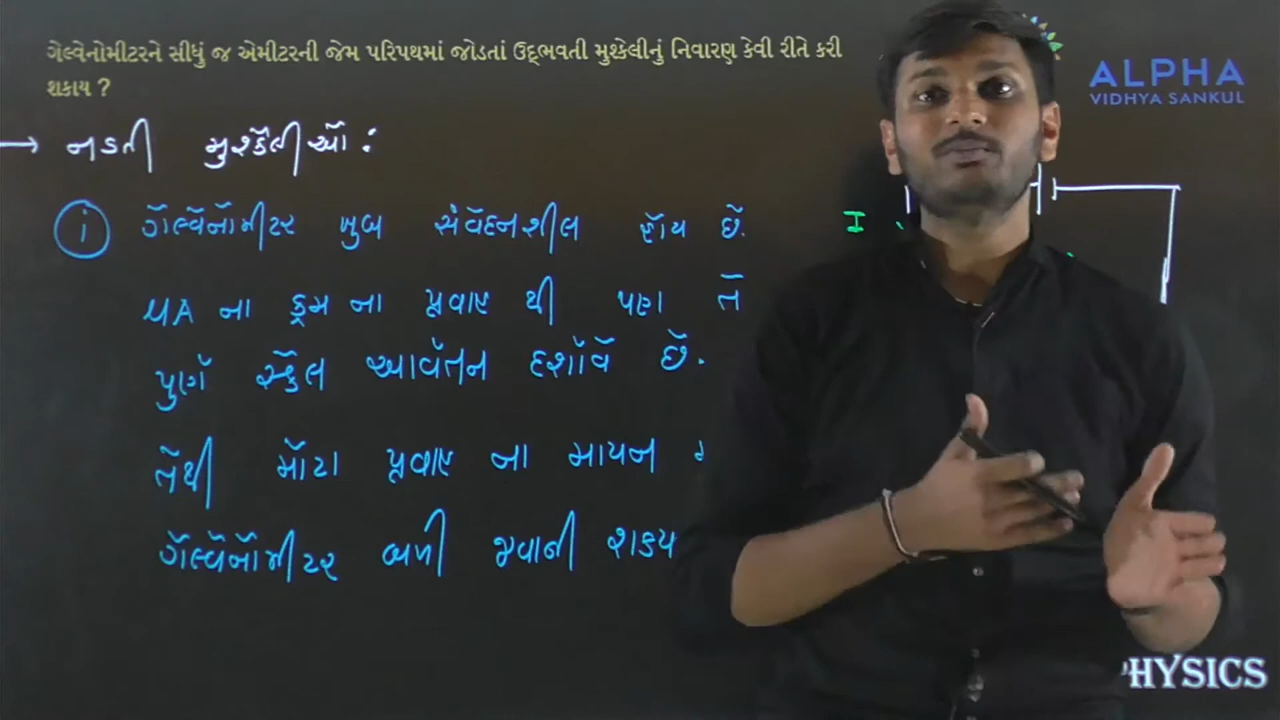 ગેલ્વેનોમીટરને સીધું જ એમીટરની જેમ પરિપથમાં જોડતાં ઉદ્ભવતી મુશ્કેલીનું નિવારણ કેવી રીતે કરી
શકાય ?
ALPHA
VIDHYA SANKUL
→ નડતી મુશ્કેલીઓ :
i ગેલ્વેનોમીટર ખુબ સંવેદનશીલ હોય છે.
I
μA ના ક્રમ ના પ્રવાહ થી પણ તે
પુર્ણ સ્કેલ આવર્તન દર્શાવે છે.
તેથી મોટા પ્રવાહ ના માપન
ગેલ્વેનોમીટર બળી જવાની શક્ય
PHYSICS